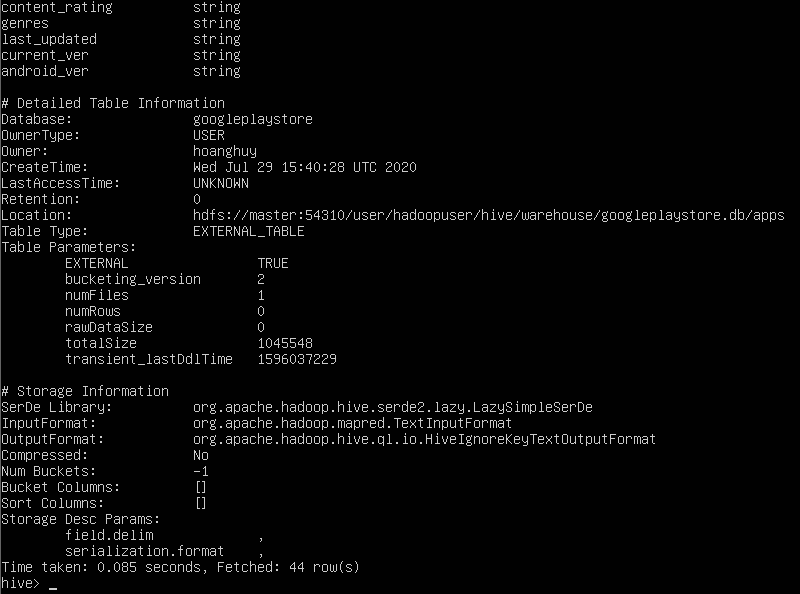 content_rating          string
genres                  string
last_updated            string
current_ver             string
android_ver             string
# Detailed Table Information
Database:               googleplaystore
OwnerType:              USER
Owner:                  hoanghuy
CreateTime:             Wed Jul 29 15:40:28 UTC 2020
LastAccessTime:         UNKNOWN
Retention:              0
Location:               hdfs://master:54310/user/hadoopuser/hive/warehouse/googleplaystore.db/apps
Table Type:             EXTERNAL_TABLE
Table Parameters:
        EXTERNAL                TRUE
        bucketing_version       2
        numFiles                1
        numRows                 0
        rawDataSize             0
        totalSize               1045548
        transient_lastDdlTime   1596037229
# Storage Information
SerDe Library:          org.apache.hadoop.hive.serde2.lazy.LazySimpleSerDe
InputFormat:            org.apache.hadoop.mapred.TextInputFormat
OutputFormat:           org.apache.hadoop.hive.ql.io.HiveIgnoreKeyTextOutputFormat
Compressed:             No
Num Buckets:            -1
Bucket Columns:         []
Sort Columns:           []
Storage Desc Params:
        field.delim             ,
        serialization.format    ,
Time taken: 0.085 seconds, Fetched: 44 row(s)
hive> _